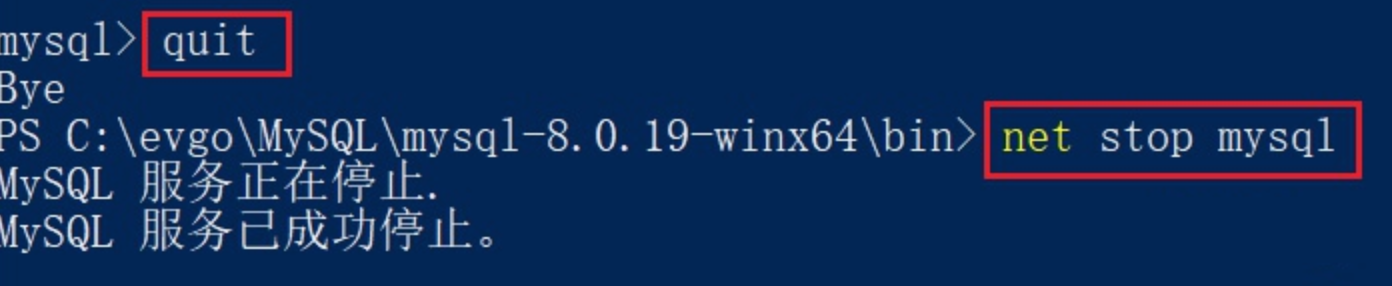 mysql> quit
Bye
PS C:\evgo\MySQL\mysql-8.0.19-winx64\bin> net stop mysql
MySQL 服务正在停止.
MySQL 服务已成功停止。